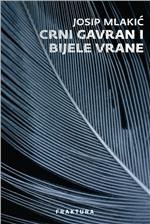 JOSIP MLAKIĆ
CRNI GAVRAN I
BIJELE VRANE
FRAKTURA